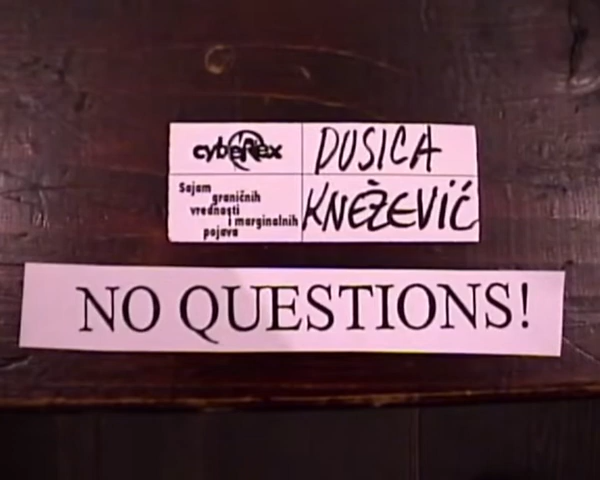 cyberex
DUSICA
Sajam
graničnih
vrednosti
i marginalnih
pojava
KNEŽEVIĆ
NO QUESTIONS!